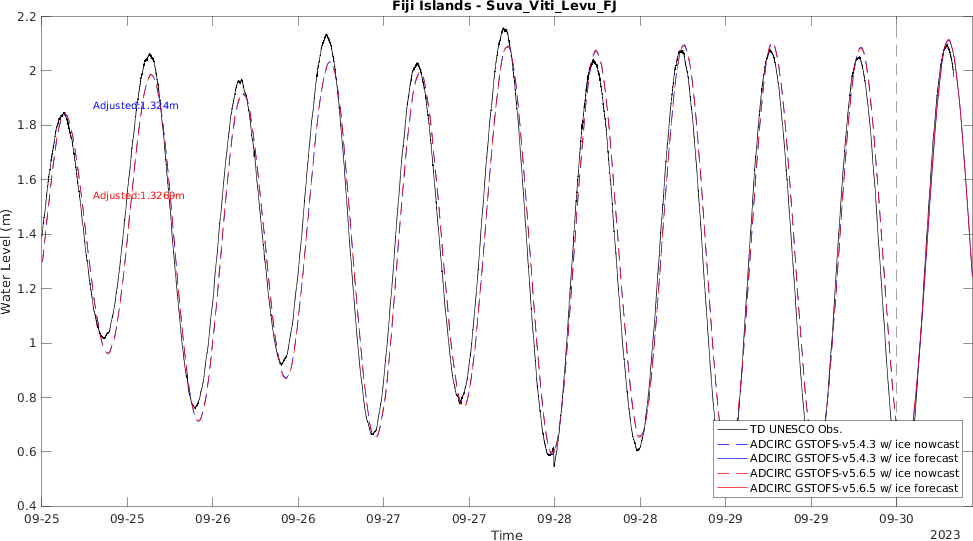 Fiji Islands - Suva_Viti_Levu_FJ
2.2
2
1.8
1.6
1.4
1.2
1
0.8
0.6
0.4
Water Level (m)
Adjusted:1.324m
Adjusted:1.3269m
TD UNESCO Obs.
ADCIRC GSTOFS-v5.4.3 w/ ice nowcast
ADCIRC GSTOFS-v5.4.3 w/ ice forecast
ADCIRC GSTOFS-v5.6.5 w/ ice nowcast
ADCIRC GSTOFS-v5.6.5 w/ ice forecast
09-25 09-25 09-26 09-26 09-27 09-27 09-28 09-28 09-29 09-29 09-30
Time
2023